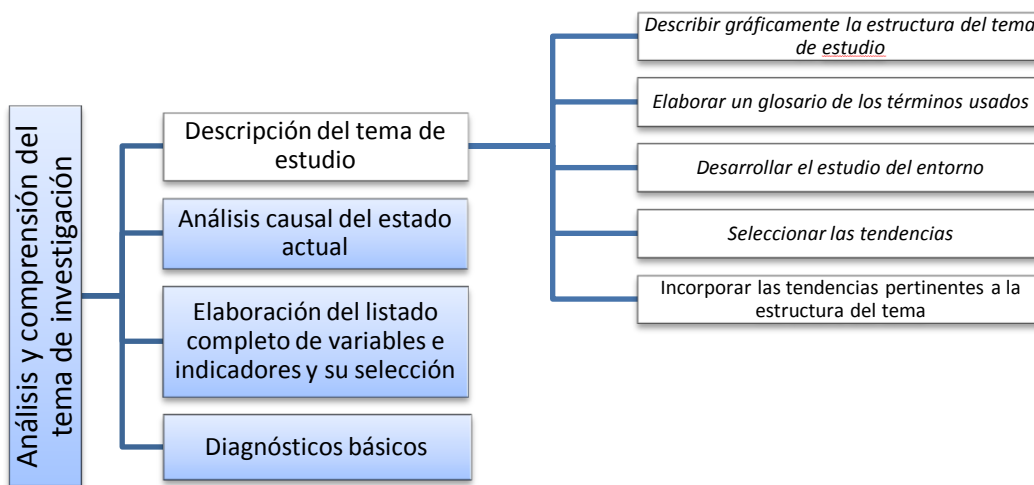 Análisis y comprensión del
tema de investigación
Descripción del tema de
estudio
Análisis causal del estado
actual
Elaboración del listado
completo de variables e
indicadores y su selección
Diagnósticos básicos
Describir gráficamente la estructura del tema
de estudio
Elaborar un glosario de los términos usados
Desarrollar el estudio del entorno
Seleccionar las tendencias
Incorporar las tendencias pertinentes a la
estructura del tema